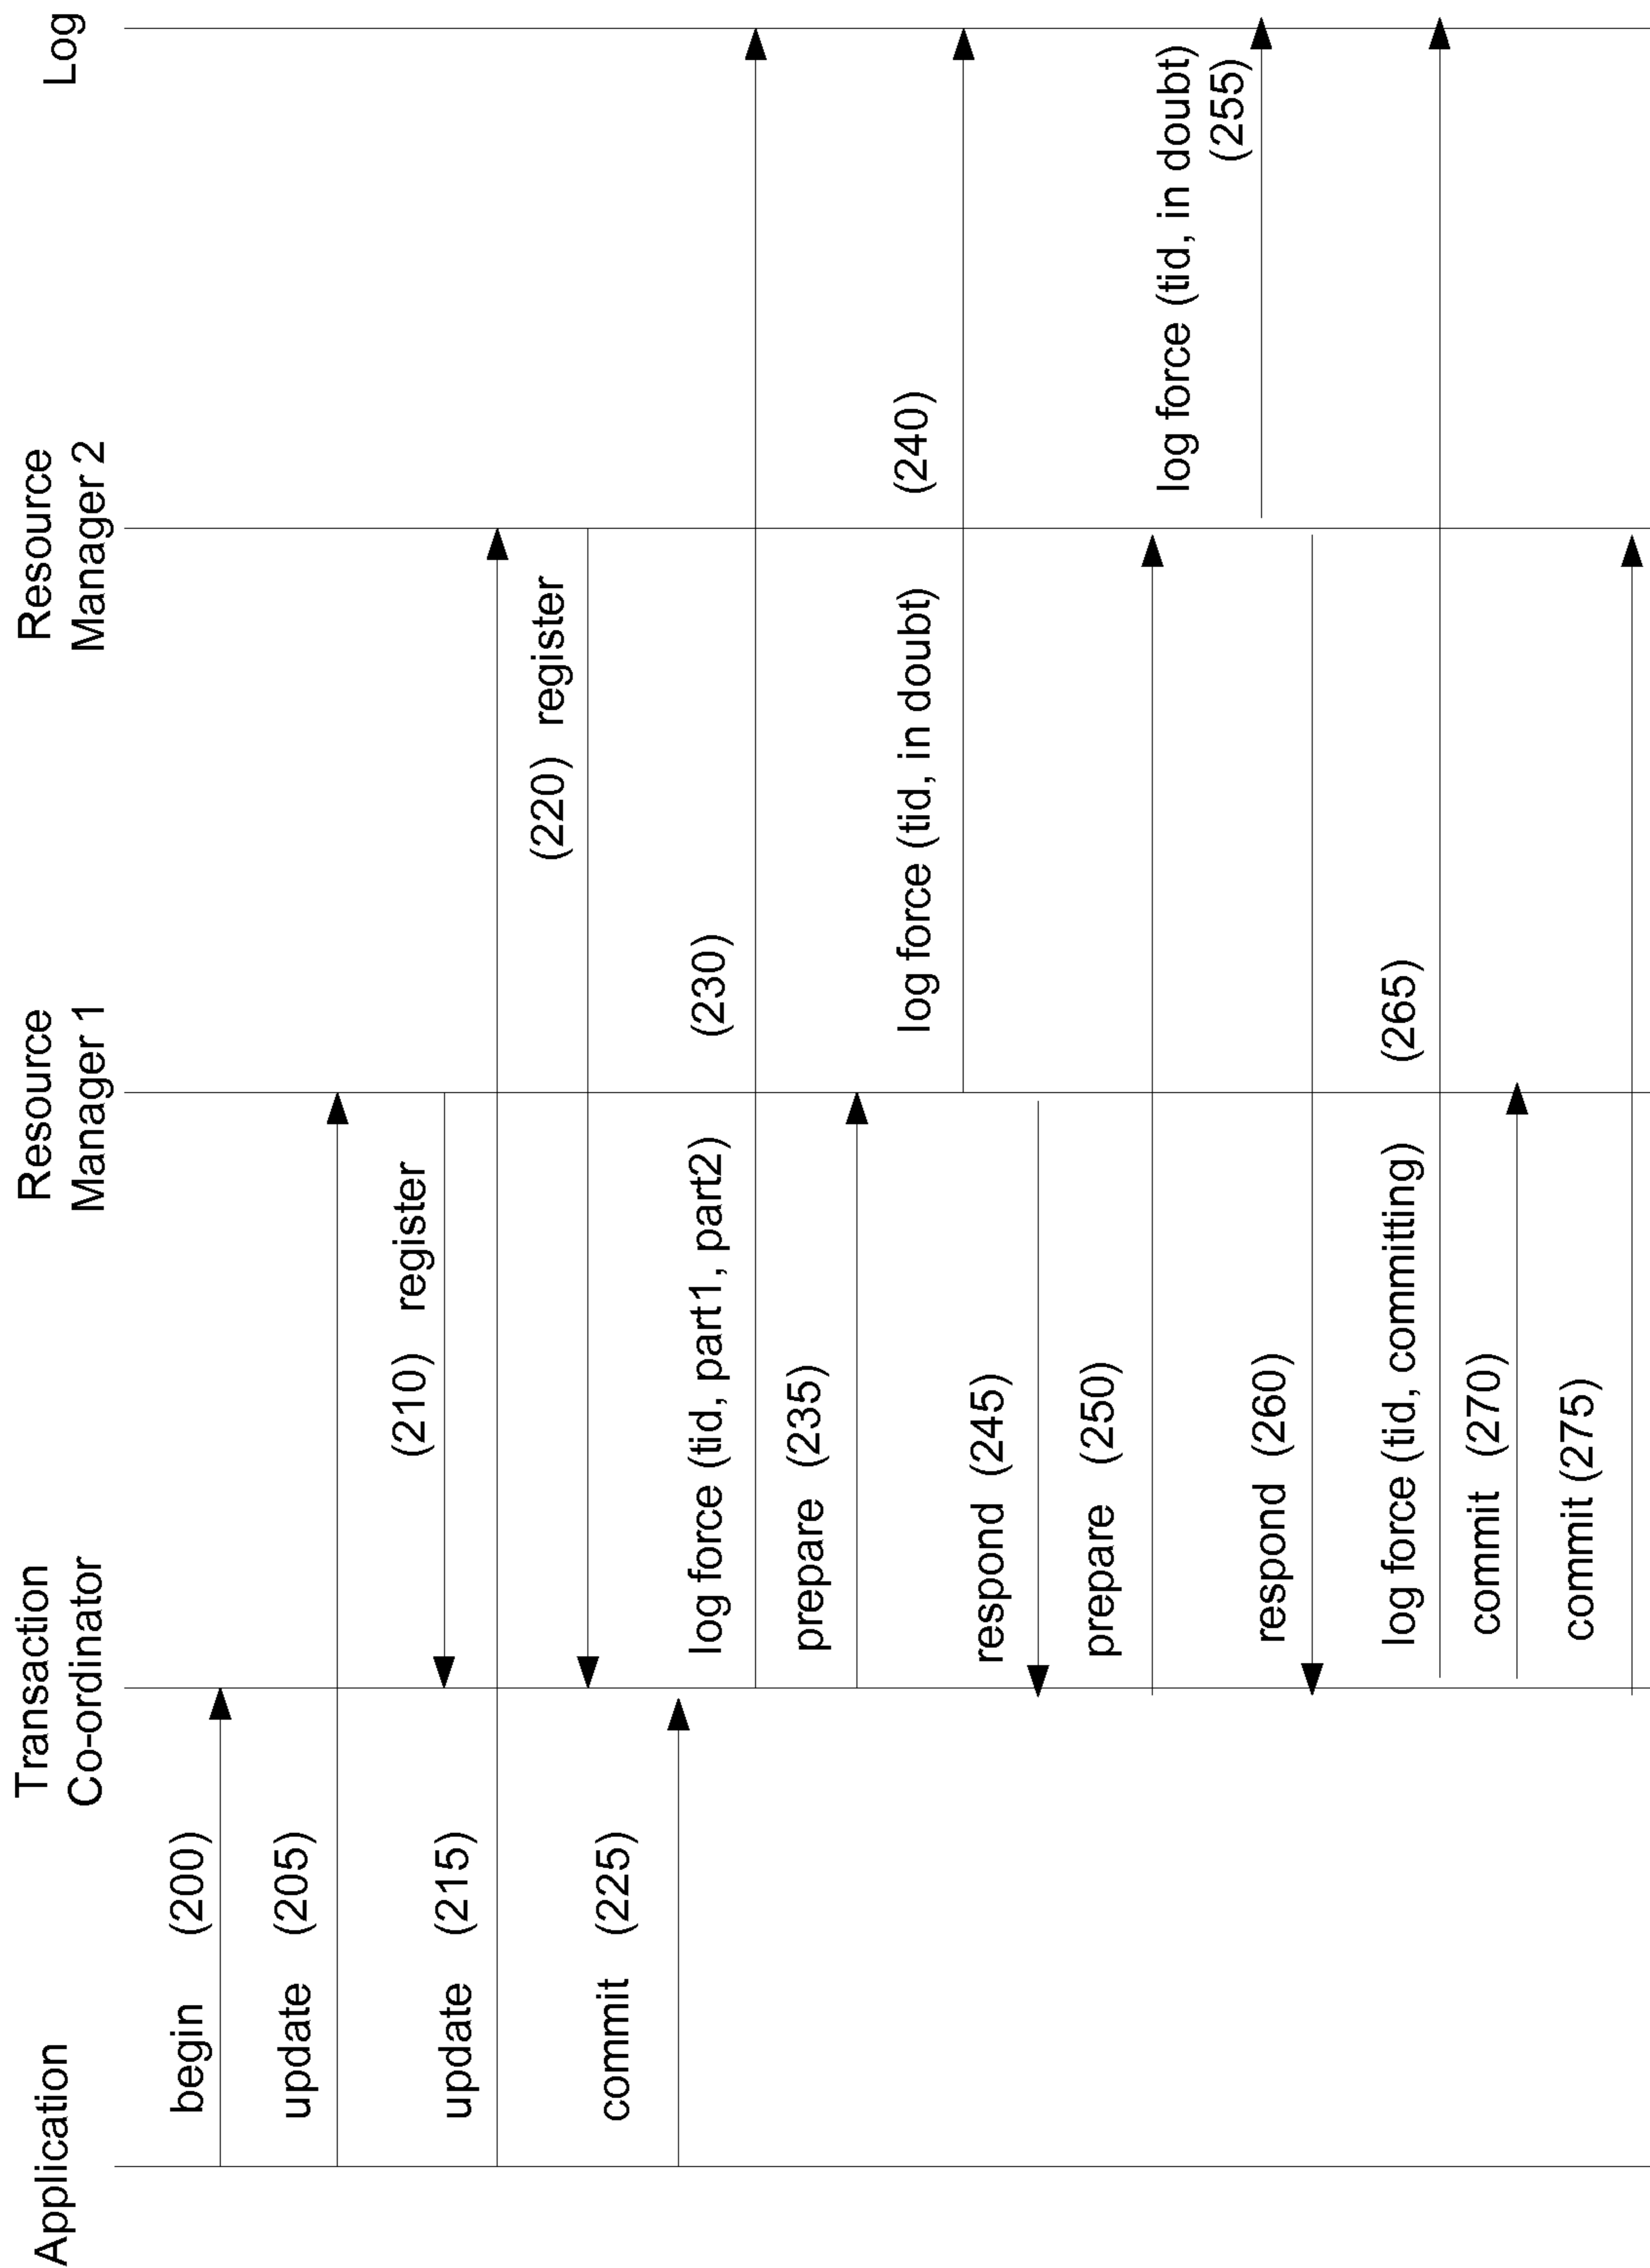 Application
Transaction
Co-ordinator
Resource
Manager 1
Resource
Manager 2
Log
begin (200)
update (205)
(210) register
update (215)
(220) register
commit (225)
log force (tid, part1, part2) (230)
prepare (235)
log force (tid, in doubt) (240)
respond (245)
prepare (250)
log force (tid, in doubt)
(255)
respond (260)
log force (tid, committing) (265)
commit (270)
commit (275)